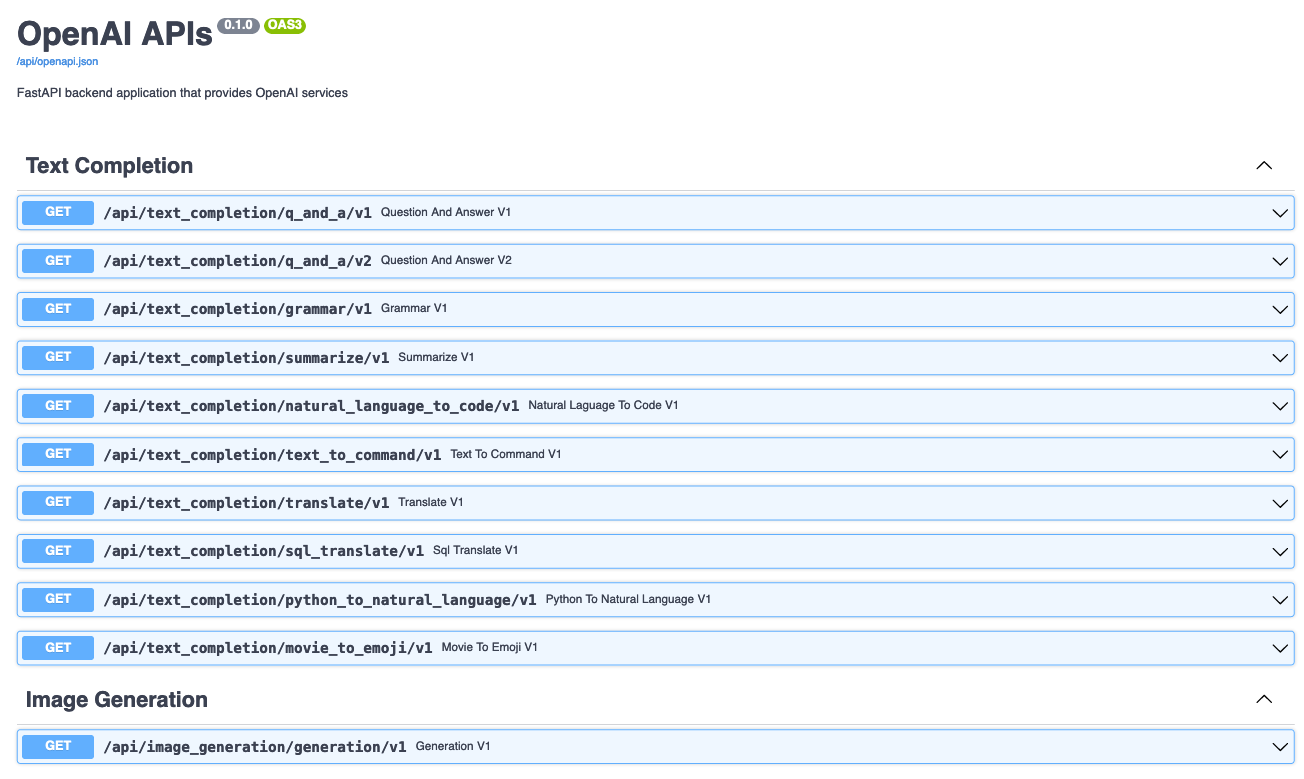 OpenAI APIs 0.1.0 OAS3
/api/openapi.json
FastAPI backend application that provides OpenAI services
Text Completion
GET /api/text_completion/q_and_a/v1 Question And Answer V1
GET /api/text_completion/q_and_a/v2 Question And Answer V2
GET /api/text_completion/grammar/v1 Grammar V1
GET /api/text_completion/summarize/v1 Summarize V1
GET /api/text_completion/natural_language_to_code/v1 Natural Laguage To Code V1
GET /api/text_completion/text_to_command/v1 Text To Command V1
GET /api/text_completion/translate/v1 Translate V1
GET /api/text_completion/sql_translate/v1 Sql Translate V1
GET /api/text_completion/python_to_natural_language/v1 Python To Natural Language V1
GET /api/text_completion/movie_to_emoji/v1 Movie To Emoji V1
Image Generation
GET /api/image_generation/generation/v1 Generation V1